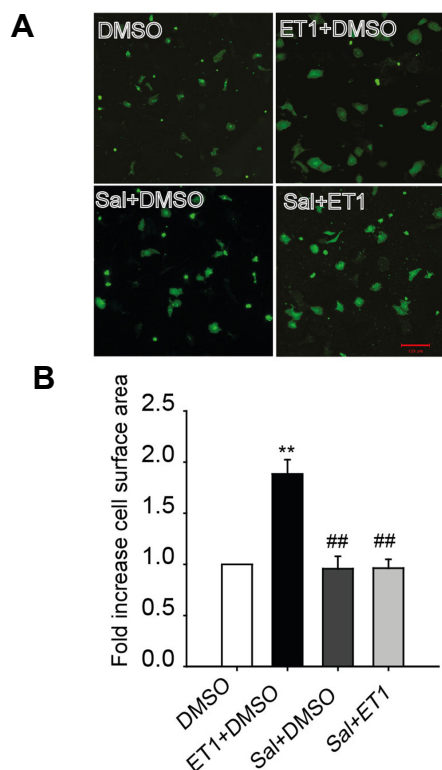 A
DMSO
ET1+DMSO
Sal+DMSO
Sal+ET1
B
Fold increase cell surface area
2.5
2.0
1.5
1.0
0.5
0.0
**
##
##
DMSO
ET1+DMSO
Sal+DMSO
Sal+ET1